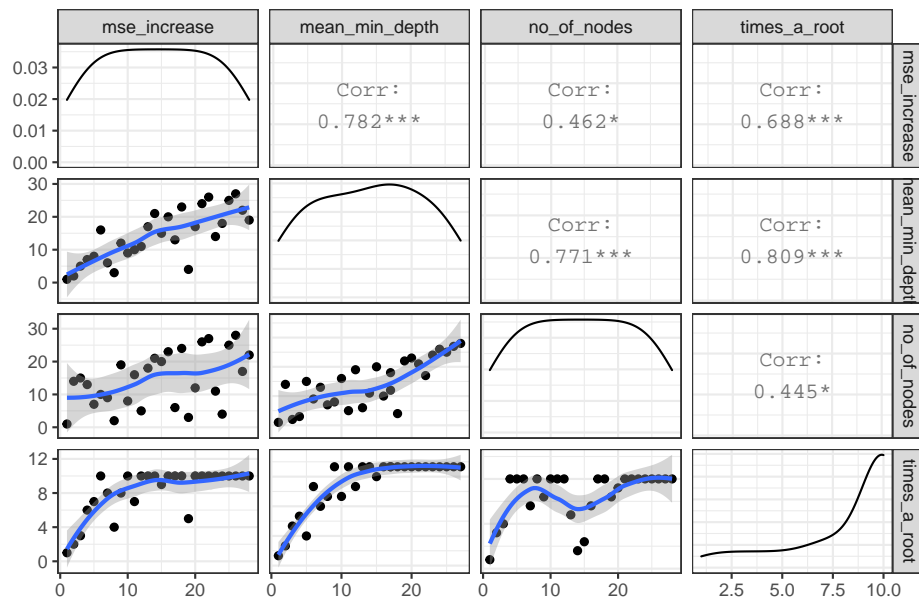 mse_increase mean_min_depth no_of_nodes times_a_root
0.03
0.02
0.01
0.00
Corr:
0.782***
Corr:
0.462*
Corr:
0.688***
mse_increase
30
20
10
0
Corr:
0.771***
Corr:
0.809***
mean_min_depth
30
20
10
0
Corr:
0.445*
no_of_nodes
12
8
4
0
times_a_root
0 10 20 0 10 20 0 10 20 2.5 5.0 7.5 10.0